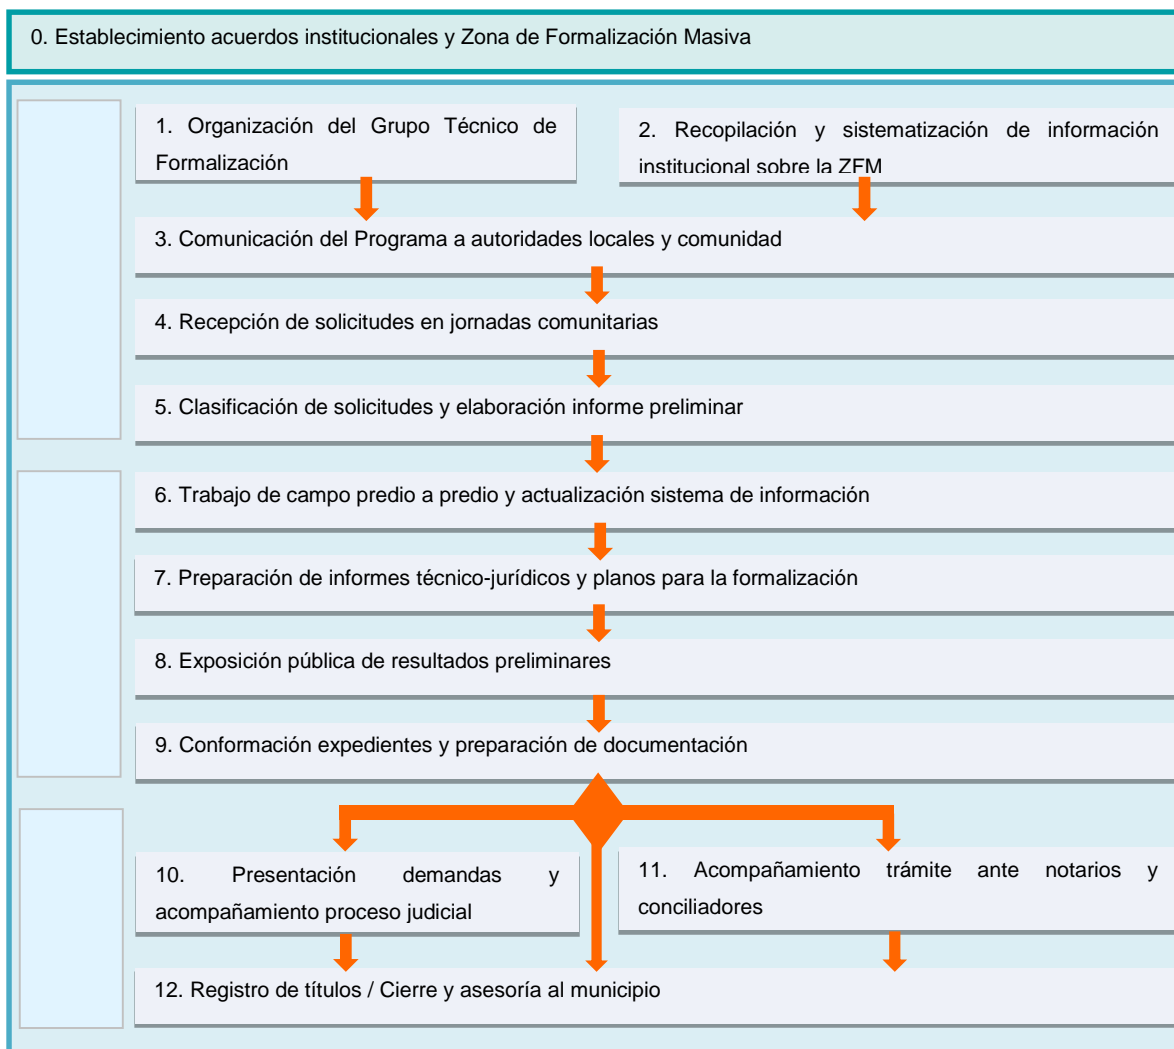 0. Establecimiento acuerdos institucionales y Zona de Formalización Masiva
1. Organización del Grupo Técnico de
Formalización
2. Recopilación y sistematización de información
institucional sobre la ZFM
3. Comunicación del Programa a autoridades locales y comunidad
4. Recepción de solicitudes en jornadas comunitarias
5. Clasificación de solicitudes y elaboración informe preliminar
6. Trabajo de campo predio a predio y actualización sistema de información
7. Preparación de informes técnico-jurídicos y planos para la formalización
8. Exposición pública de resultados preliminares
9. Conformación expedientes y preparación de documentación
10. Presentación demandas y
acompañamiento proceso judicial
11. Acompañamiento trámite ante notarios y
conciliadores
12. Registro de títulos / Cierre y asesoría al municipio